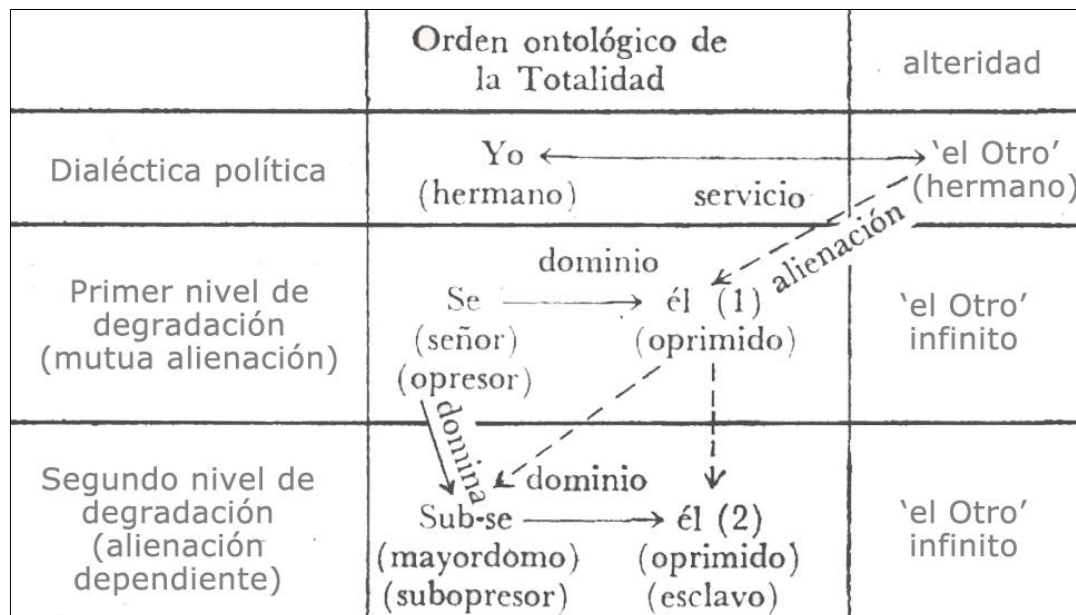 Orden ontológico de
la Totalidad
alteridad
Dialéctica política
Yo
(hermano)
servicio
'el Otro'
(hermano)
alienación
Primer nivel de
degradación
(mutua alienación)
dominio
Se
(señor)
(opresor)
él (1)
(oprimido)
'el Otro'
infinito
domina
Segundo nivel de
degradación
(alienación
dependiente)
dominio
Sub-se
(mayordomo)
(subopresor)
él (2)
(oprimido)
(esclavo)
'el Otro'
infinito